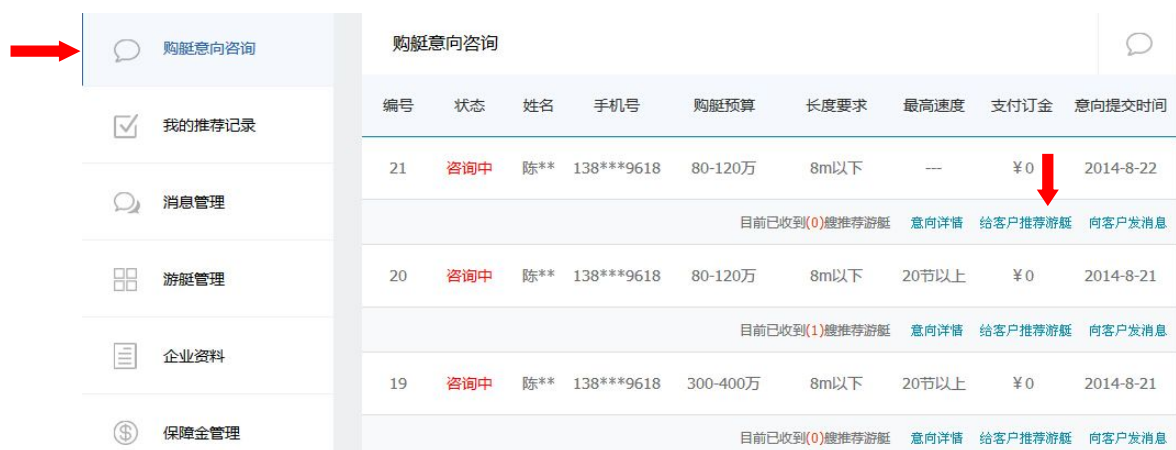 购艇意向咨询
我的推荐记录
消息管理
游艇管理
企业资料
保障金管理
购艇意向咨询
编号 状态 姓名 手机号 购艇预算 长度要求 最高速度 支付订金 意向提交时间
21 咨询中 陈** 138***9618 80-120万 8m以下 --- ¥0 2014-8-22
目前已收到(0)艘推荐游艇 意向详情 给客户推荐游艇 向客户发消息
20 咨询中 陈** 138***9618 80-120万 8m以下 20节以上 ¥0 2014-8-21
目前已收到(1)艘推荐游艇 意向详情 给客户推荐游艇 向客户发消息
19 咨询中 陈** 138***9618 300-400万 8m以下 20节以上 ¥0 2014-8-21
目前已收到(0)艘推荐游艇 意向详情 给客户推荐游艇 向客户发消息